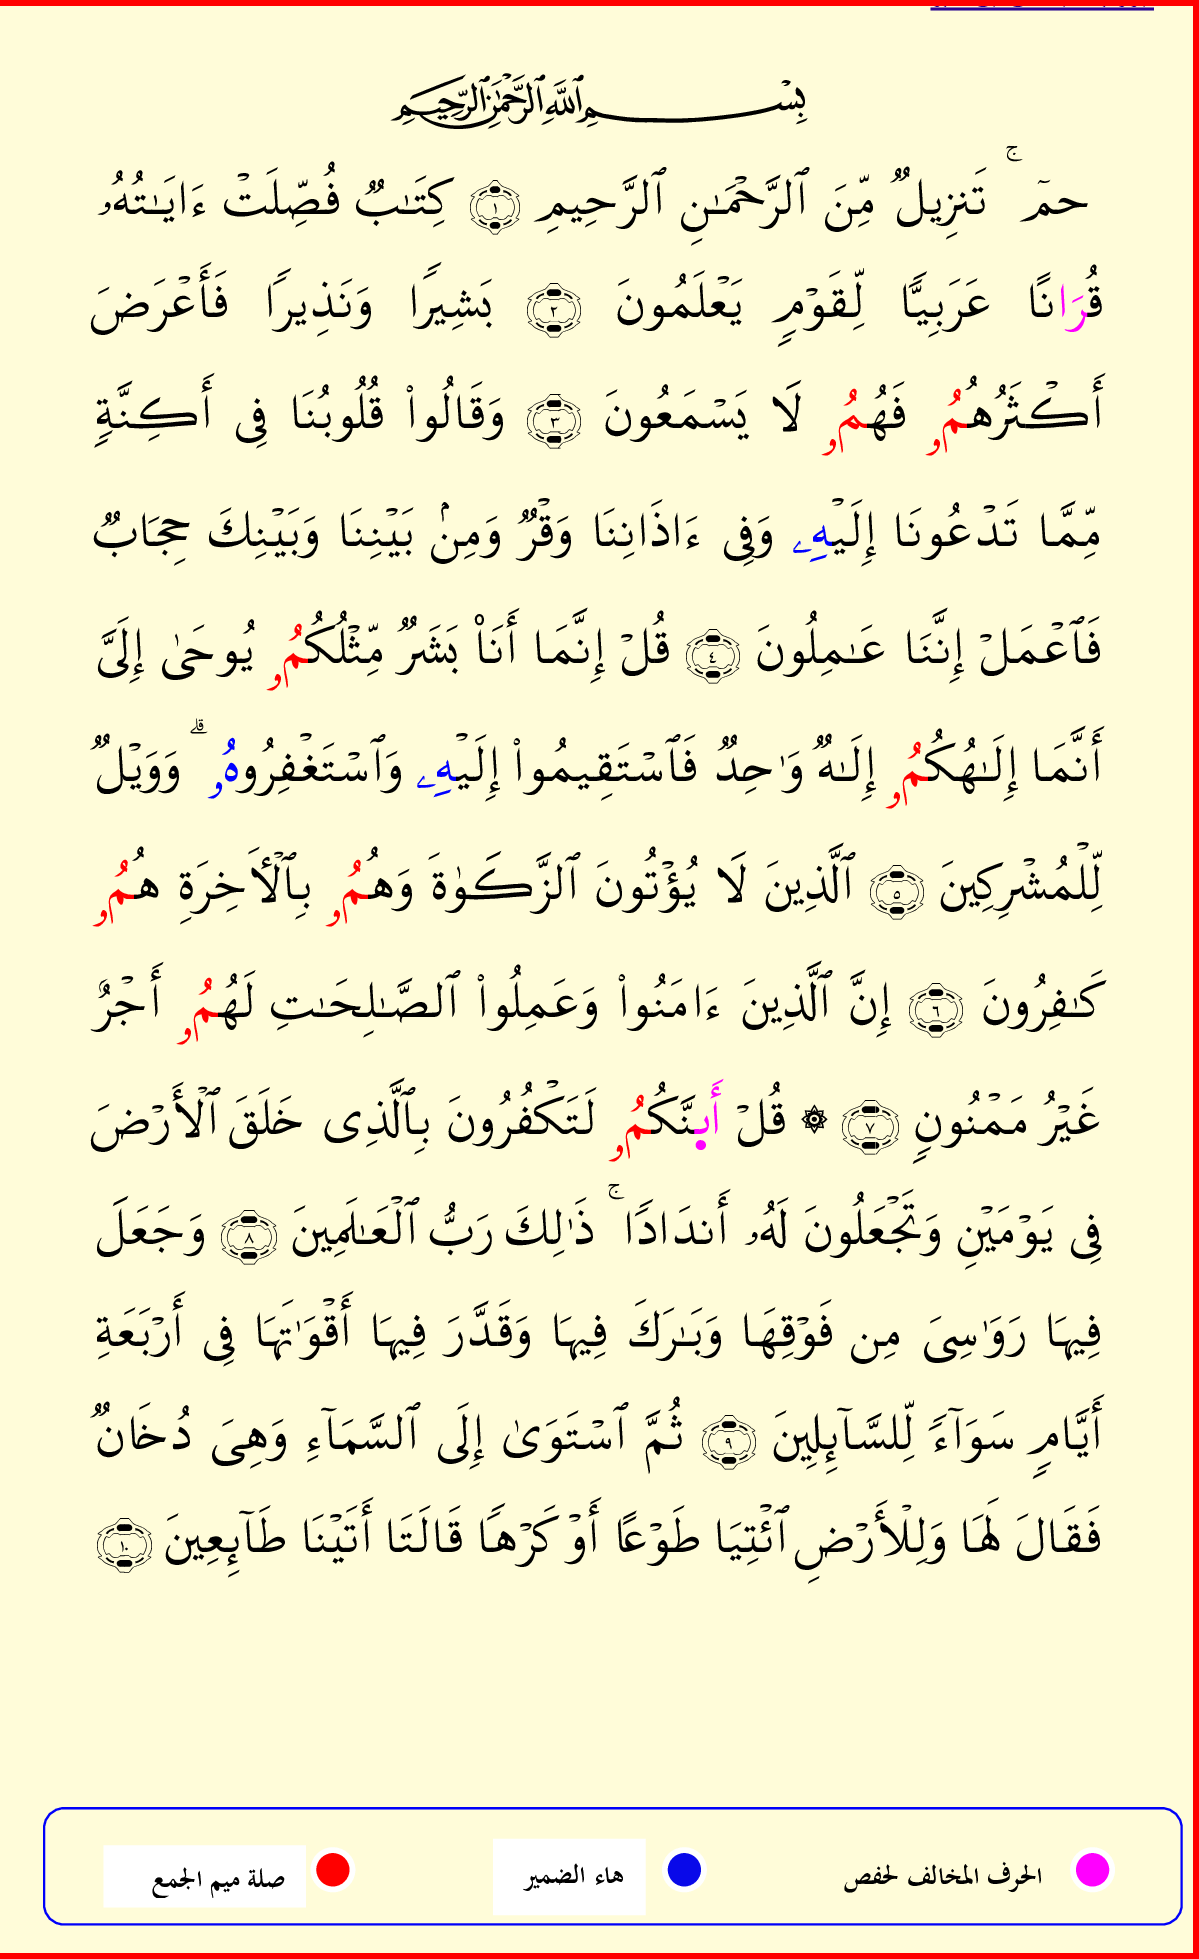 بِسْمِ ٱللَّهِ ٱلرَّحْمَٰنِ ٱلرَّحِيمِ
حمٓ ۚ تَنزِيلٌ مِّنَ ٱلرَّحْمَٰنِ ٱلرَّحِيمِ ١ كِتَٰبٌ فُصِّلَتْ ءَايَٰتُهُۥ
قُرَانًا عَرَبِيًّا لِّقَوْمٍ يَعْلَمُونَ ٢ بَشِيرًا وَنَذِيرًا فَأَعْرَضَ
أَكْثَرُهُمُۥ فَهُمُۥ لَا يَسْمَعُونَ ٣ وَقَالُوا۟ قُلُوبُنَا فِى أَكِنَّةٍ
مِّمَّا تَدْعُونَا إِلَيْهِۦ وَفِى ءَاذَانِنَا وَقْرٌ وَمِنۢ بَيْنِنَا وَبَيْنِكَ حِجَابٌ
فَٱعْمَلْ إِنَّنَا عَٰمِلُونَ ٤ قُلْ إِنَّمَا أَنَا۠ بَشَرٌ مِّثْلُكُمُۥ يُوحَىٰ إِلَىَّ
أَنَّمَا إِلَٰهُكُمُۥ إِلَٰهٌ وَٰحِدٌ فَٱسْتَقِيمُوا۟ إِلَيْهِۦ وَٱسْتَغْفِرُوهُۥ ۗ وَوَيْلٌ
لِّلْمُشْرِكِينَ ٥ ٱلَّذِينَ لَا يُؤْتُونَ ٱلزَّكَوٰةَ وَهُمُۥ بِٱلْأَخِرَةِ هُمُۥ
كَٰفِرُونَ ٦ إِنَّ ٱلَّذِينَ ءَامَنُوا۟ وَعَمِلُوا۟ ٱلصَّٰلِحَٰتِ لَهُمُۥ أَجْرٌ
غَيْرُ مَمْنُونٍ ٧ ۞ قُلْ أَىِٕنَّكُمُۥ لَتَكْفُرُونَ بِٱلَّذِى خَلَقَ ٱلْأَرْضَ
فِى يَوْمَيْنِ وَتَجْعَلُونَ لَهُۥ أَندَادًا ۚ ذَٰلِكَ رَبُّ ٱلْعَٰلَمِينَ ٨ وَجَعَلَ
فِيهَا رَوَٰسِىَ مِن فَوْقِهَا وَبَٰرَكَ فِيهَا وَقَدَّرَ فِيهَا أَقْوَٰتَهَا فِى أَرْبَعَةِ
أَيَّامٍ سَوَآءً لِّلسَّآئِلِينَ ٩ ثُمَّ ٱسْتَوَىٰ إِلَى ٱلسَّمَآءِ وَهِىَ دُخَانٌ
فَقَالَ لَهَا وَلِلْأَرْضِ ٱئْتِيَا طَوْعًا أَوْ كَرْهًا قَالَتَا أَتَيْنَا طَآئِعِينَ ١٠
الحرف المخالف لحفص
هاء الضمير
صلة ميم الجمع